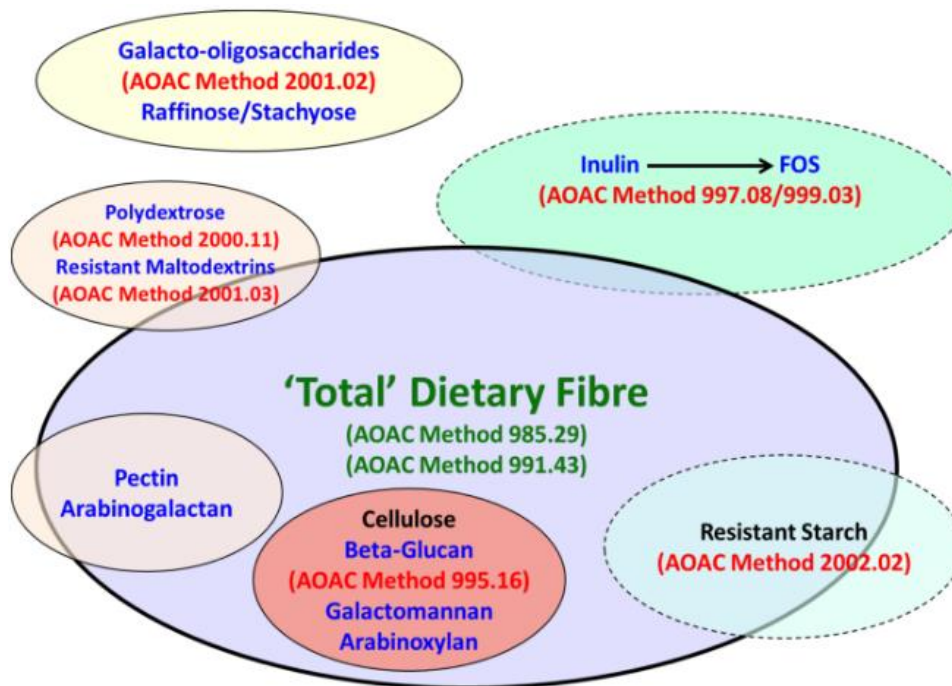 Galacto-oligosaccharides
(AOAC Method 2001.02)
Raffinose/Stachyose
Inulin FOS
(AOAC Method 997.08/999.03)
Polydextrose
(AOAC Method 2000.11)
Resistant Maltodextrins
(AOAC Method 2001.03)
‘Total’ Dietary Fibre
(AOAC Method 985.29)
(AOAC Method 991.43)
Pectin
Arabinogalactan
Cellulose
Beta-Glucan
(AOAC Method 995.16)
Galactomannan
Arabinoxylan
Resistant Starch
(AOAC Method 2002.02)